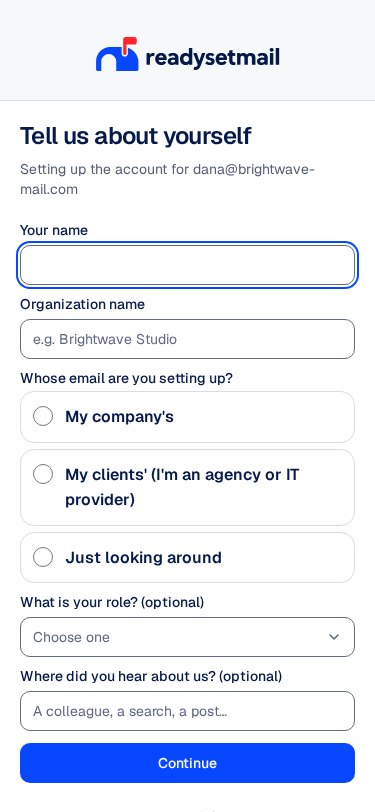 readysetmail
Tell us about yourself
Setting up the account for dana@brightwave-
mail.com
Your name
Organization name
e.g. Brightwave Studio
Whose email are you setting up?
My company's
My clients' (I'm an agency or IT
provider)
Just looking around
What is your role? (optional)
Choose one
Where did you hear about us? (optional)
A colleague, a search, a post...
Continue